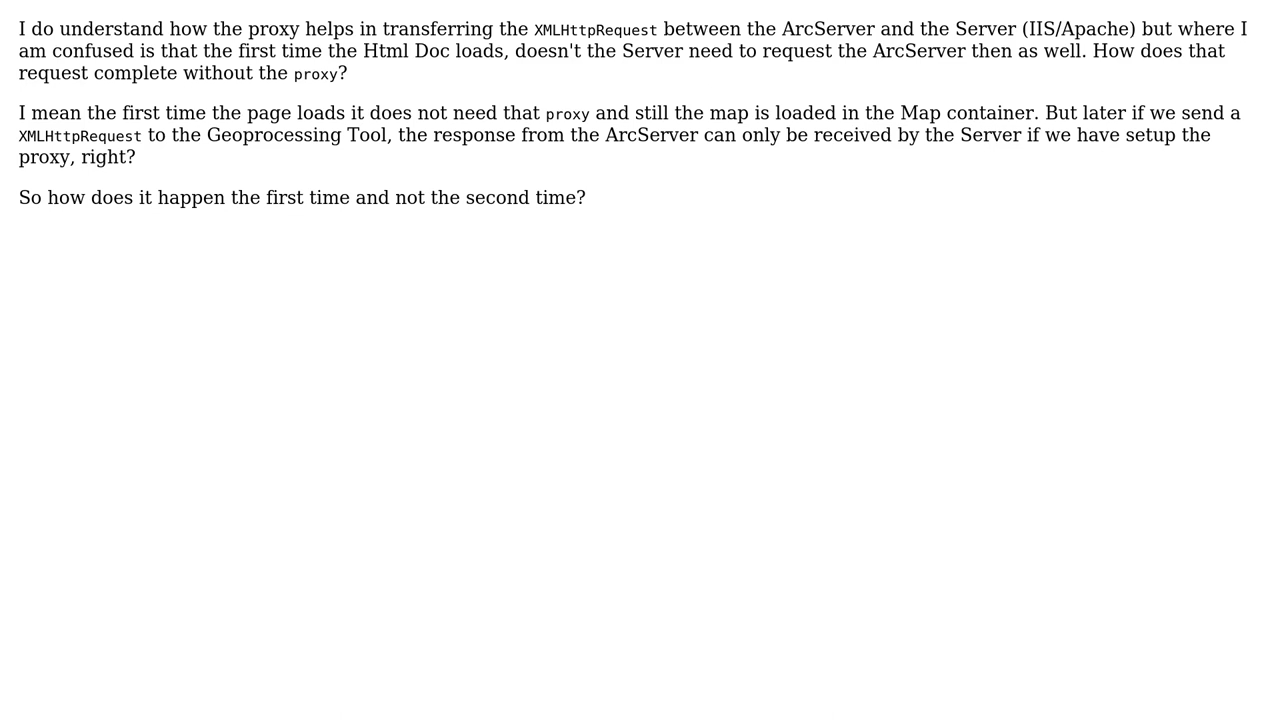 I do understand how the proxy helps in transferring the XMLHttpRequest between the ArcServer and the Server (IIS/Apache) but where I
am confused is that the first time the Html Doc loads, doesn't the Server need to request the ArcServer then as well. How does that
request complete without the proxy?
I mean the first time the page loads it does not need that proxy and still the map is loaded in the Map container. But later if we send a
XMLHttpRequest to the Geoprocessing Tool, the response from the ArcServer can only be received by the Server if we have setup the
proxy, right?
So how does it happen the first time and not the second time?